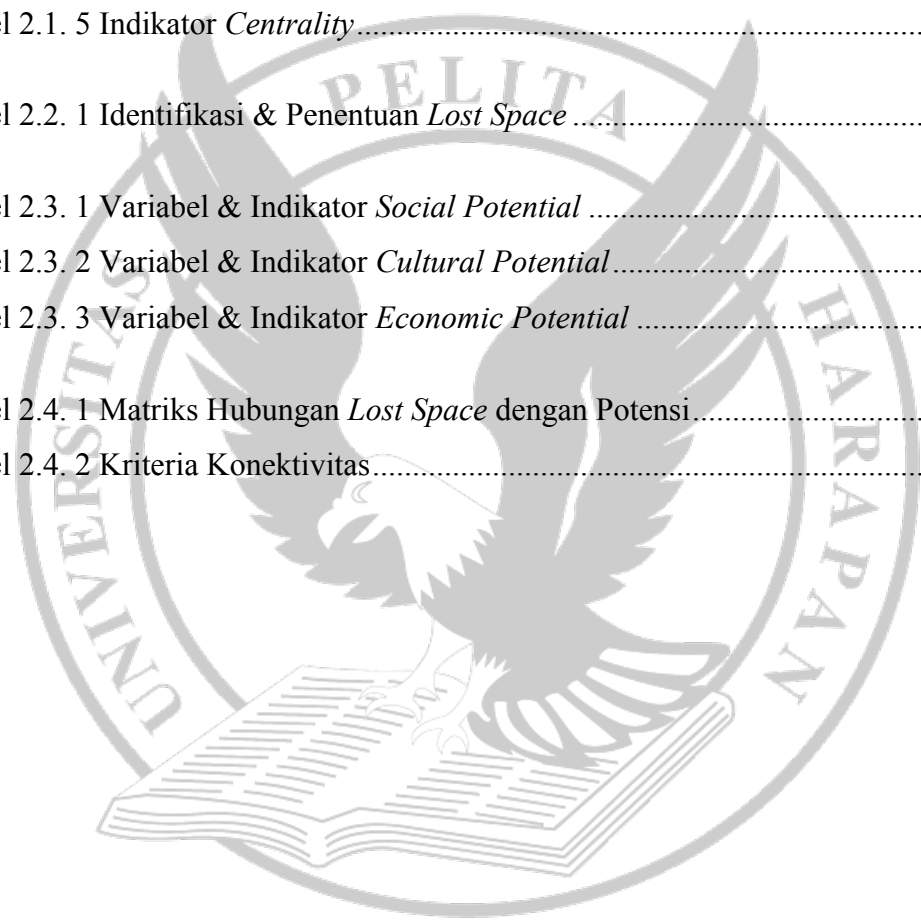 el 2.1. 5 Indikator Centrality..........
el 2.2. 1 Identifikasi & Penentuan Lost Space..........
el 2.3. 1 Variabel & Indikator Social Potential..........
el 2.3. 2 Variabel & Indikator Cultural Potential..........
el 2.3. 3 Variabel & Indikator Economic Potential..........
el 2.4. 1 Matriks Hubungan Lost Space dengan Potensi..........
el 2.4. 2 Kriteria Konektivitas..........
UNIVERSITAS PELITA HARAPAN